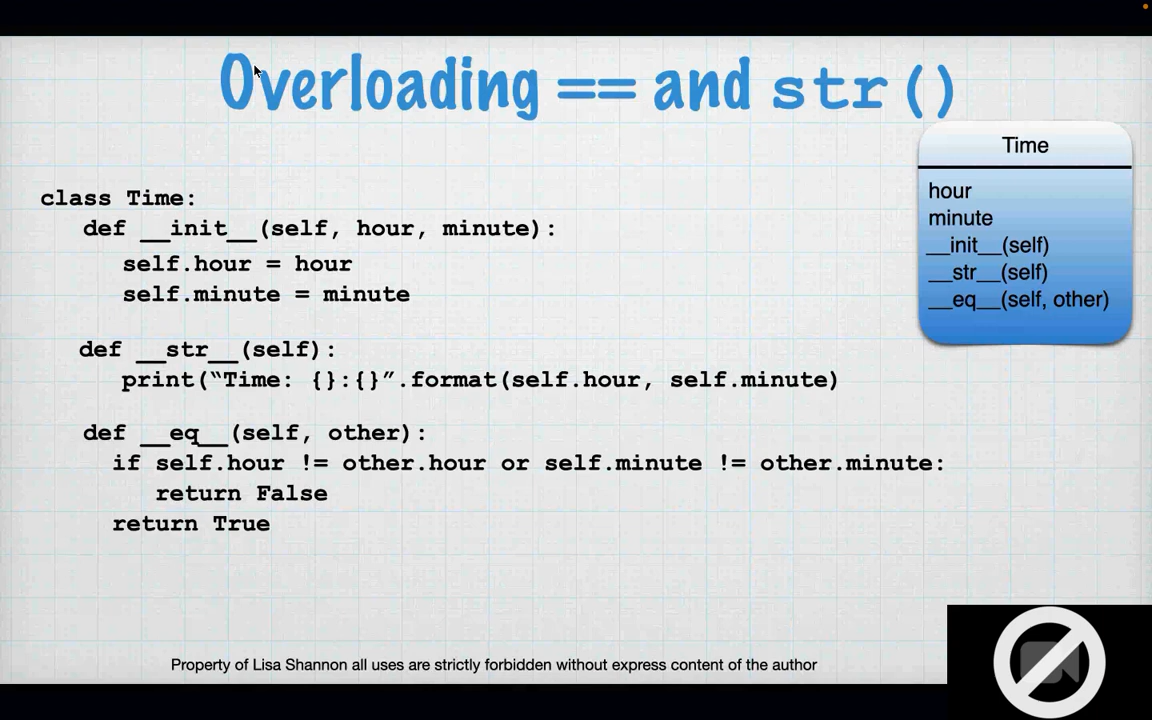 Overloading == and str()
Time
hour
minute
__init__(self)
__str__(self)
__eq__(self, other)
class Time:
def __init__(self, hour, minute):
self.hour = hour
self.minute = minute
def __str__(self):
print(“Time: {}:{}”.format(self.hour, self.minute)
def __eq__(self, other):
if self.hour != other.hour or self.minute != other.minute:
return False
return True
Property of Lisa Shannon all uses are strictly forbidden without express content of the author